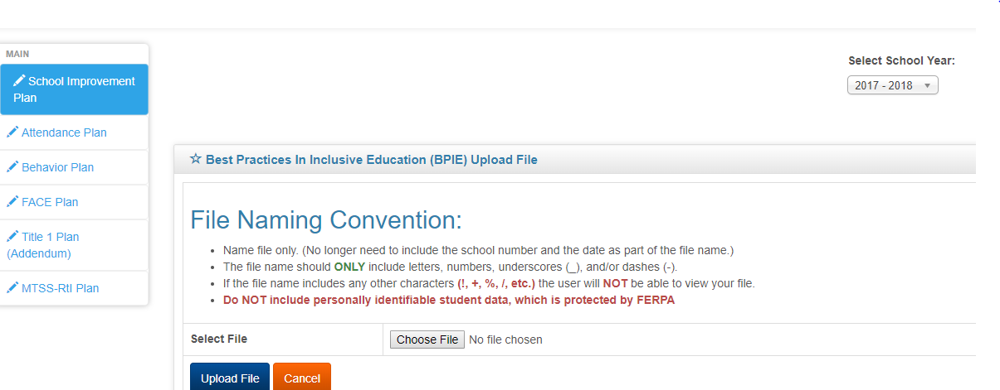 MAIN
School Improvement
Plan
Attendance Plan
Behavior Plan
FACE Plan
Title 1 Plan
(Addendum)
MTSS-RtI Plan
Select School Year:
2017 - 2018
Best Practices In Inclusive Education (BPIE) Upload File
File Naming Convention:
Name file only. (No longer need to include the school number and the date as part of the file name.)
The file name should ONLY include letters, numbers, underscores (_), and/or dashes (-).
If the file name includes any other characters (!, +, %, /, etc.) the user will NOT be able to view your file.
Do NOT include personally identifiable student data, which is protected by FERPA
Select File
Choose File No file chosen
Upload File Cancel